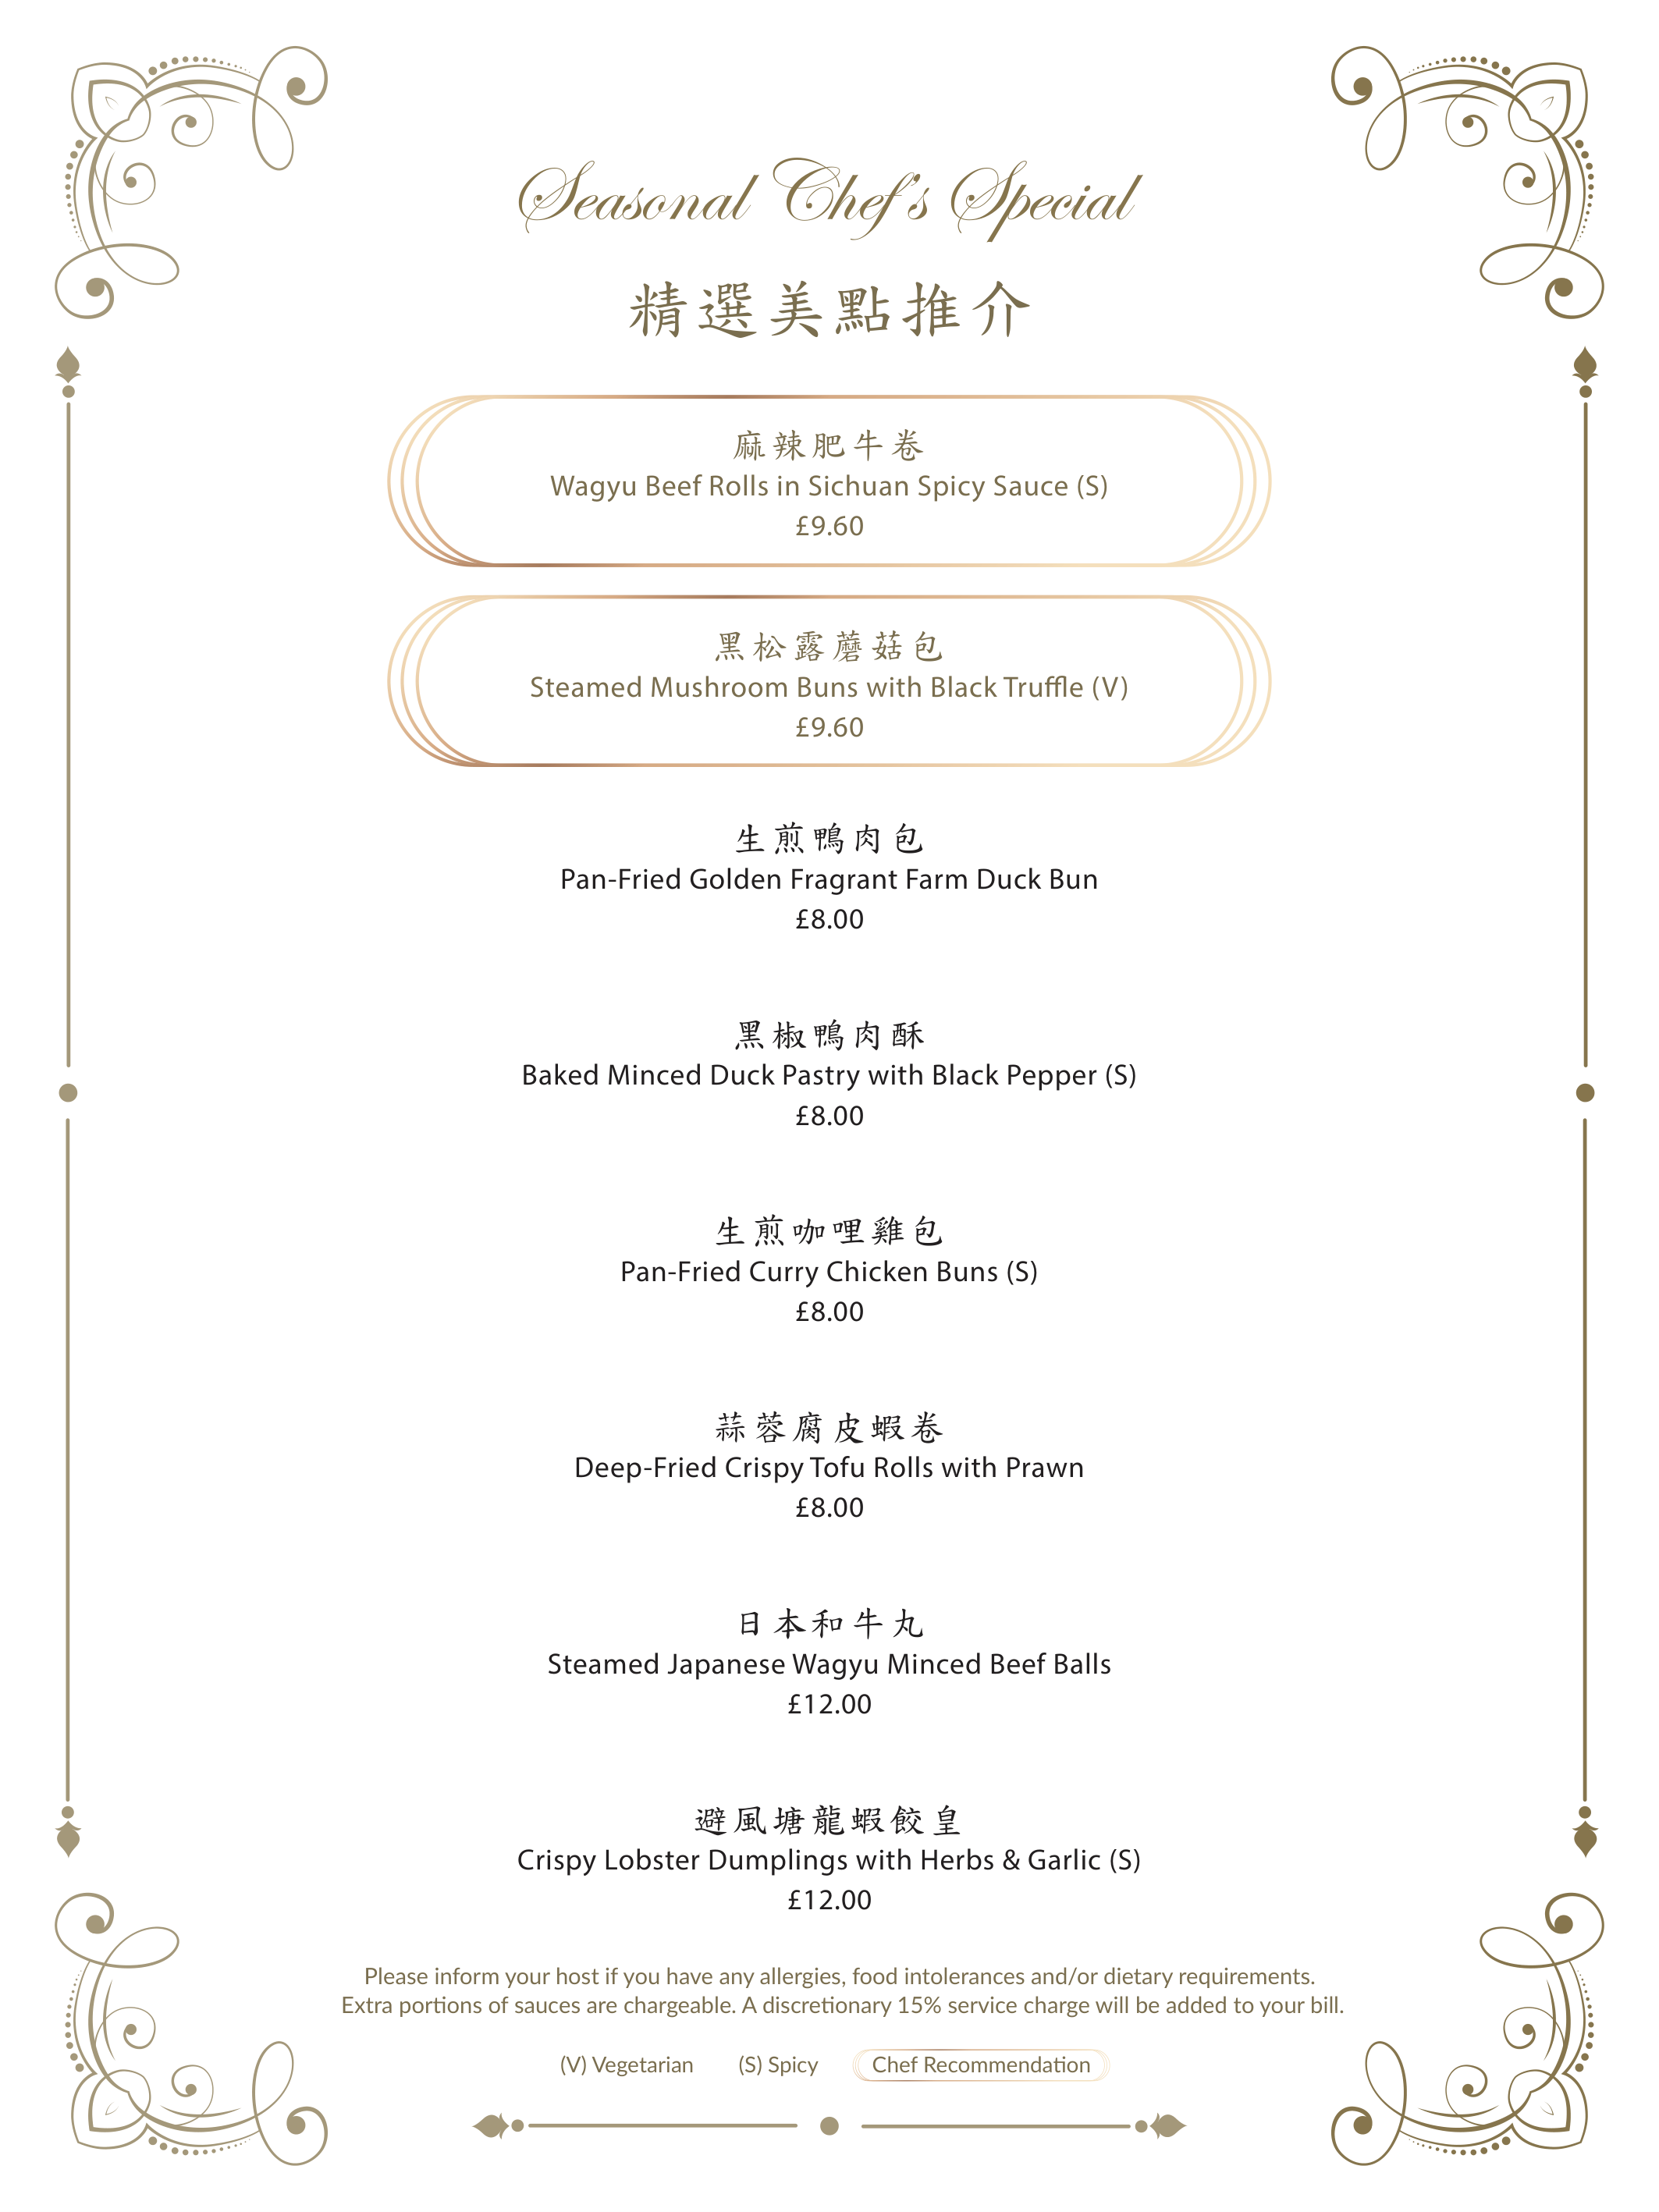 Seasonal Chef's Special
精選美點推介
麻辣肥牛卷
Wagyu Beef Rolls in Sichuan Spicy Sauce (S)
£9.60
黑松露蘑菇包
Steamed Mushroom Buns with Black Truffle (V)
£9.60
生煎鴨肉包
Pan-Fried Golden Fragrant Farm Duck Bun
£8.00
黑椒鴨肉酥
Baked Minced Duck Pastry with Black Pepper (S)
£8.00
生煎咖哩雞包
Pan-Fried Curry Chicken Buns (S)
£8.00
蒜蓉腐皮蝦卷
Deep-Fried Crispy Tofu Rolls with Prawn
£8.00
日本和牛丸
Steamed Japanese Wagyu Minced Beef Balls
£12.00
避風塘龍蝦餃皇
Crispy Lobster Dumplings with Herbs & Garlic (S)
£12.00
Please inform your host if you have any allergies, food intolerances and/or dietary requirements.
Extra portions of sauces are chargeable. A discretionary 15% service charge will be added to your bill.
(V) Vegetarian (S) Spicy Chef Recommendation